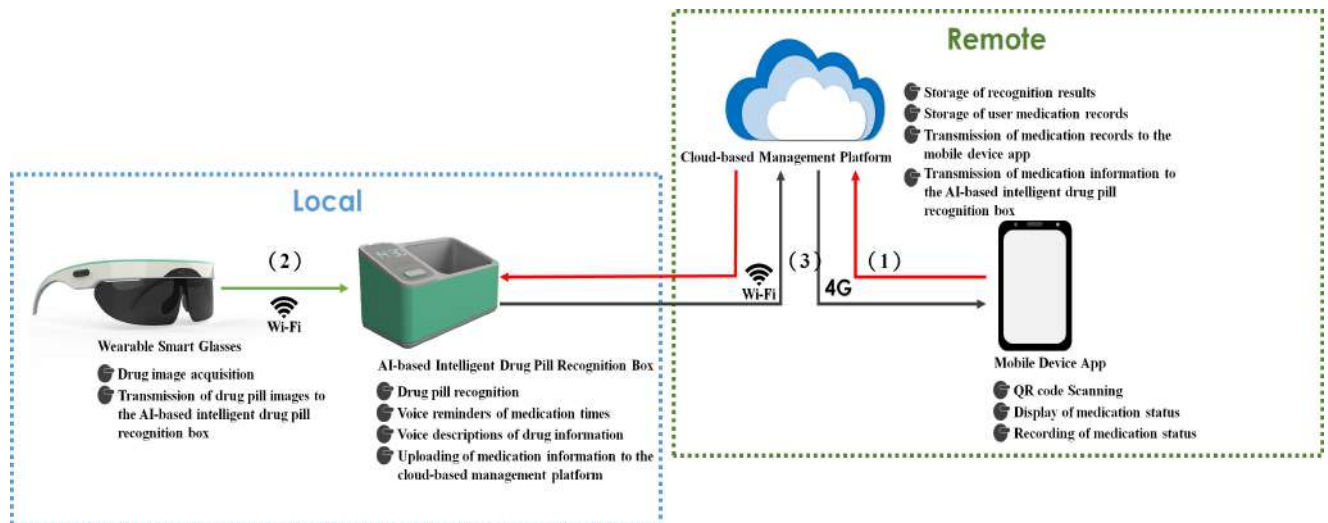 Remote
Storage of recognition results
Storage of user medication records
Transmission of medication records to the
mobile device app
Transmission of medication information to
the AI-based intelligent drug pill
recognition box
Cloud-based Management Platform
Local
(2)
Wi-Fi
(3)
(1)
Wi-Fi
4G
Wearable Smart Glasses
Drug image acquisition
Transmission of drug pill images to
the AI-based intelligent drug pill
recognition box
AI-based Intelligent Drug Pill Recognition Box
Drug pill recognition
Voice reminders of medication times
Voice descriptions of drug information
Uploading of medication information to the
cloud-based management platform
Mobile Device App
QR code Scanning
Display of medication status
Recording of medication status